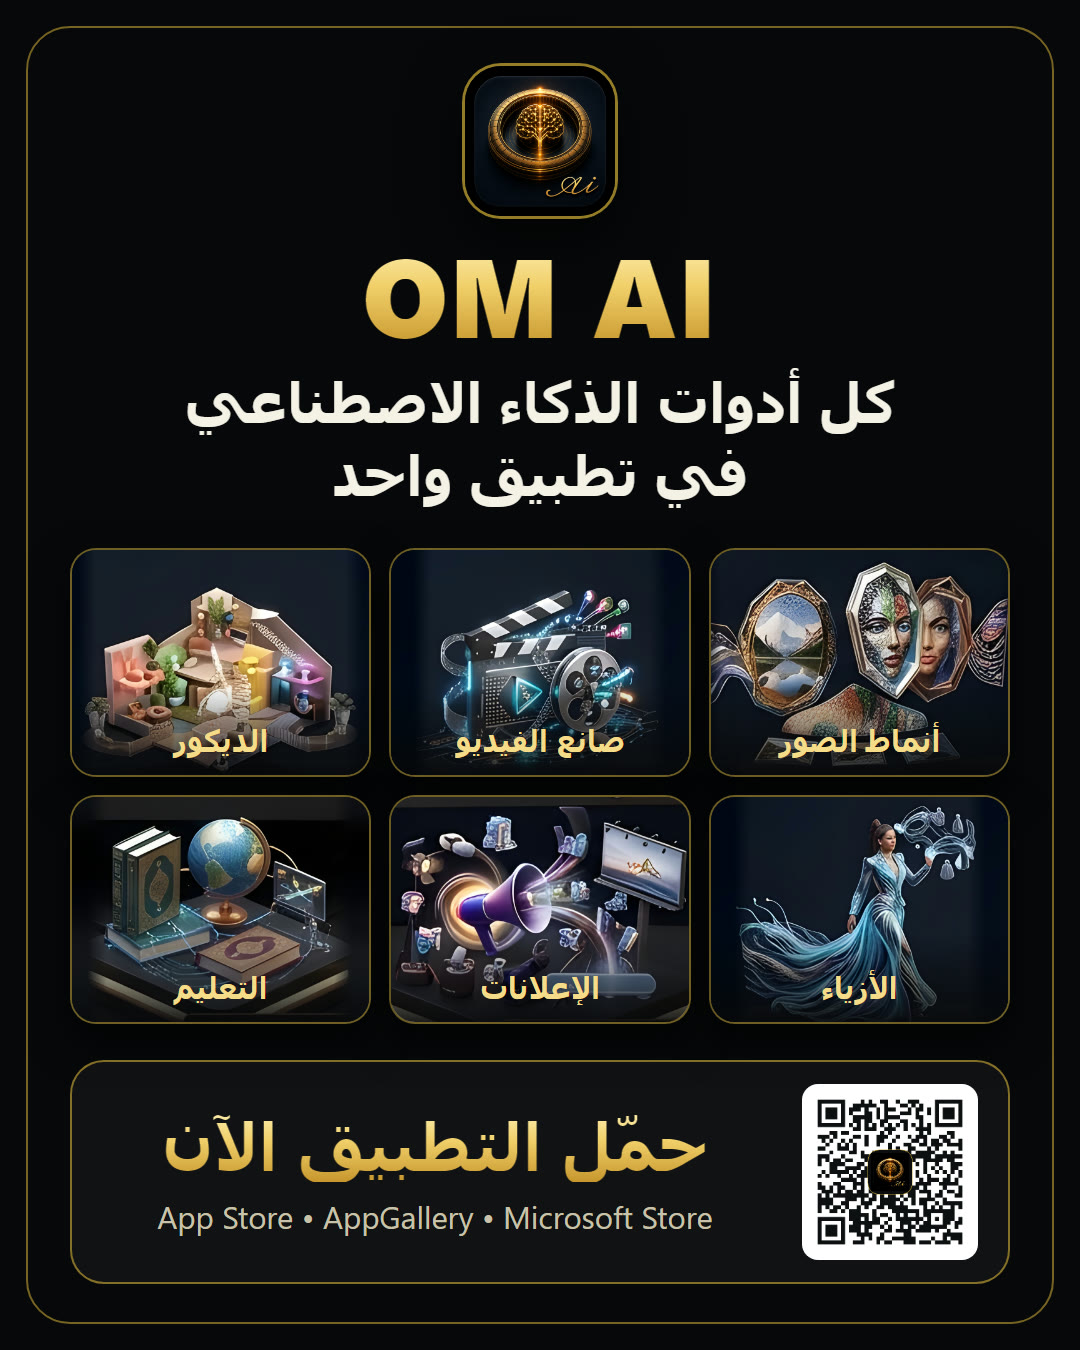 Ai
OM AI
كل أدوات الذكاء الاصطناعي
في تطبيق واحد
أنماط الصور
صانع الفيديو
الديكور
الأزياء
الإعلانات
التعليم
حمّل التطبيق الآن
App Store • AppGallery • Microsoft Store